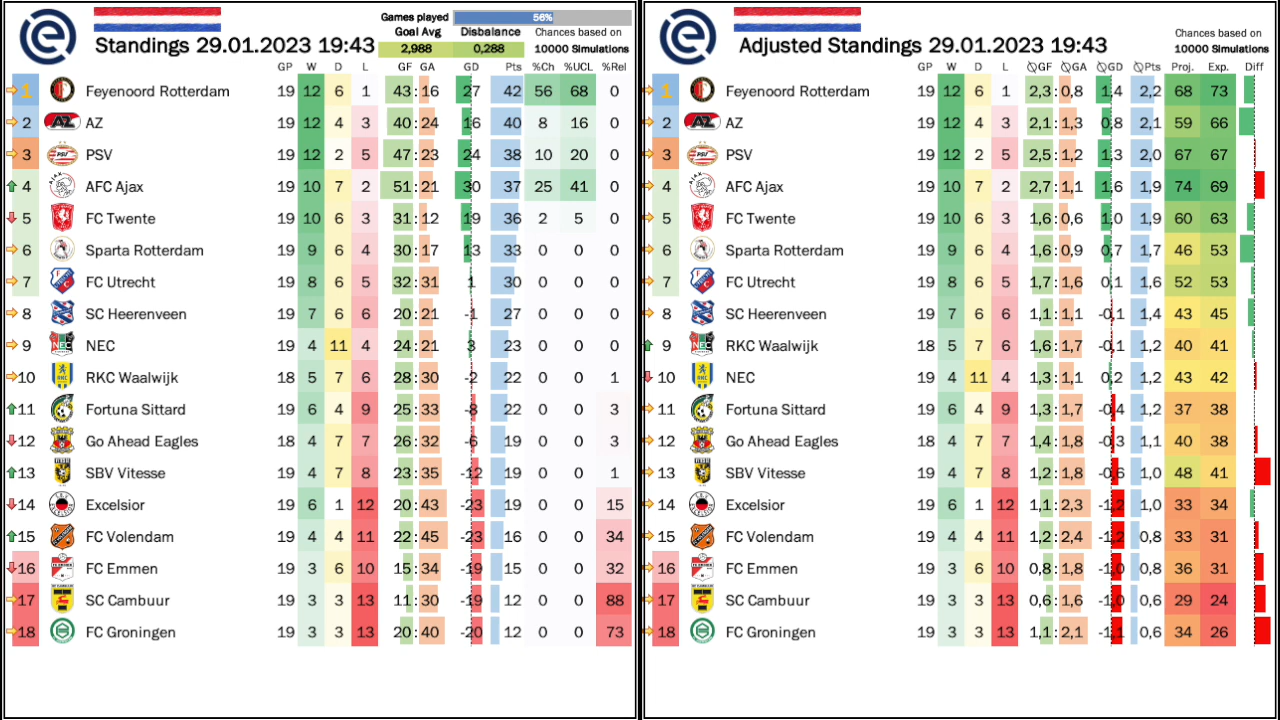 Games played 56%
Goal Avg Disbalance Chances based on
Standings 29.01.2023 19:43 2,988 0,288 10000 Simulations
GP W D L GF GA GD Pts %Ch %UCL %Rel
1 Feyenoord Rotterdam 19 12 6 1 43:16 27 42 56 68 0
2 AZ 19 12 4 3 40:24 16 40 8 16 0
3 PSV 19 12 2 5 47:23 24 38 10 20 0
4 AFC Ajax 19 10 7 2 51:21 30 37 25 41 0
5 FC Twente 19 10 6 3 31:12 19 36 2 5 0
6 Sparta Rotterdam 19 9 6 4 30:17 13 33 0 0 0
7 FC Utrecht 19 8 6 5 32:31 1 30 0 0 0
8 SC Heerenveen 19 7 6 6 20:21 -1 27 0 0 0
9 NEC 19 4 11 4 24:21 3 23 0 0 0
10 RKC Waalwijk 18 5 7 6 28:30 -2 22 0 0 1
11 Fortuna Sittard 19 6 4 9 25:33 -8 22 0 0 3
12 Go Ahead Eagles 18 4 7 7 26:32 -6 19 0 0 3
13 SBV Vitesse 19 4 7 8 23:35 -12 19 0 0 1
14 Excelsior 19 6 1 12 20:43 -23 19 0 0 15
15 FC Volendam 19 4 4 11 22:45 -23 16 0 0 34
16 FC Emmen 19 3 6 10 15:34 -19 15 0 0 32
17 SC Cambuur 19 3 3 13 11:30 -19 12 0 0 88
18 FC Groningen 19 3 3 13 20:40 -20 12 0 0 73
Chances based on
Adjusted Standings 29.01.2023 19:43 10000 Simulations
GP W D L ∅GF ∅GA ∅GD ∅Pts Proj. Exp. Diff
1 Feyenoord Rotterdam 19 12 6 1 2,3:0,8 1,4 2,2 68 73
2 AZ 19 12 4 3 2,1:1,3 0,8 2,1 59 66
3 PSV 19 12 2 5 2,5:1,2 1,3 2,0 67 67
4 AFC Ajax 19 10 7 2 2,7:1,1 1,6 1,9 74 69
5 FC Twente 19 10 6 3 1,6:0,6 1,0 1,9 60 63
6 Sparta Rotterdam 19 9 6 4 1,6:0,9 0,7 1,7 46 53
7 FC Utrecht 19 8 6 5 1,7:1,6 0,1 1,6 52 53
8 SC Heerenveen 19 7 6 6 1,1:1,1 -0,1 1,4 43 45
9 RKC Waalwijk 18 5 7 6 1,6:1,7 -0,1 1,2 40 41
10 NEC 19 4 11 4 1,3:1,1 0,2 1,2 43 42
11 Fortuna Sittard 19 6 4 9 1,3:1,7 -0,4 1,2 37 38
12 Go Ahead Eagles 18 4 7 7 1,4:1,8 -0,3 1,1 40 38
13 SBV Vitesse 19 4 7 8 1,2:1,8 -0,6 1,0 48 41
14 Excelsior 19 6 1 12 1,1:2,3 -1,2 1,0 33 34
15 FC Volendam 19 4 4 11 1,2:2,4 -1,2 0,8 33 31
16 FC Emmen 19 3 6 10 0,8:1,8 -1,0 0,8 36 31
17 SC Cambuur 19 3 3 13 0,6:1,6 -1,0 0,6 29 24
18 FC Groningen 19 3 3 13 1,1:2,1 -1,1 0,6 34 26